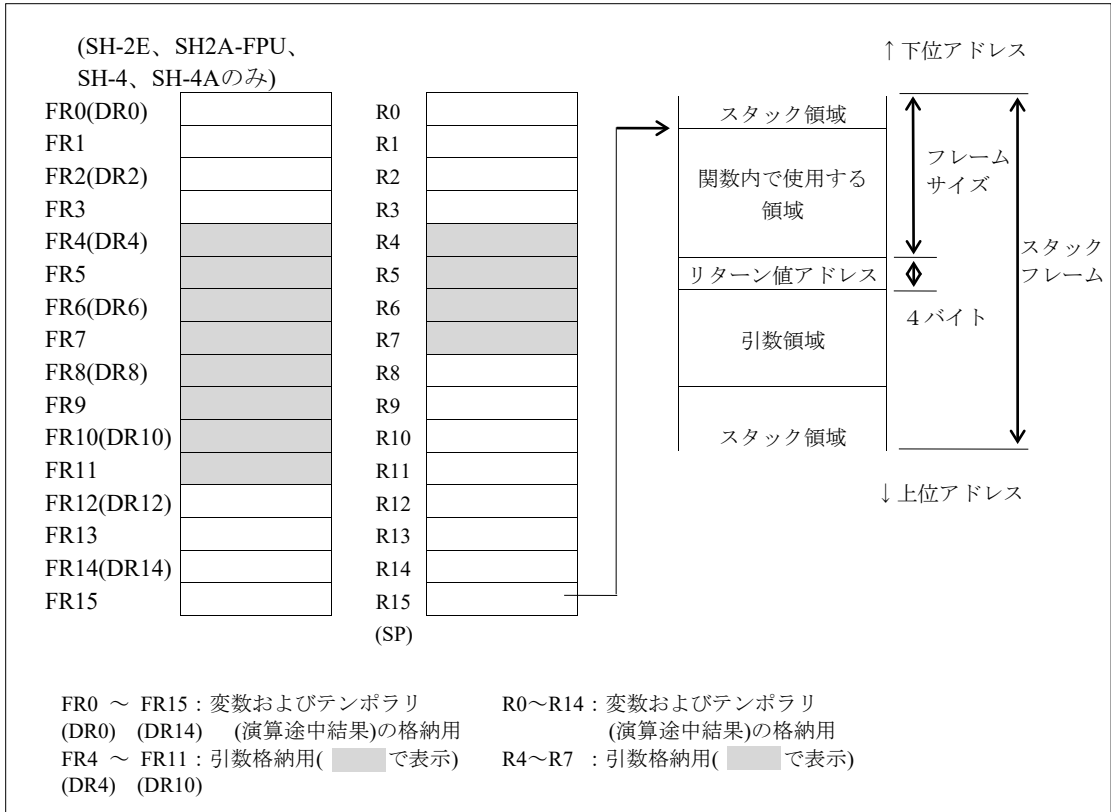 (SH-2E、SH2A-FPU、
SH-4、SH-4Aのみ)
FR0(DR0)
FR1
FR2(DR2)
FR3
FR4(DR4)
FR5
FR6(DR6)
FR7
FR8(DR8)
FR9
FR10(DR10)
FR11
FR12(DR12)
FR13
FR14(DR14)
FR15
R0
R1
R2
R3
R4
R5
R6
R7
R8
R9
R10
R11
R12
R13
R14
R15
(SP)
↑下位アドレス
スタック領域
関数内で使用する
領域
リターン値アドレス
引数領域
スタック領域
フレーム
サイズ
4バイト
スタック
フレーム
↓上位アドレス
FR0 ～ FR15:変数およびテンポラリ
(DR0) (DR14) (演算途中結果)の格納用
FR4 ～ FR11:引数格納用( で表示)
(DR4) (DR10)
R0～R14:変数およびテンポラリ
(演算途中結果)の格納用
R4～R7 :引数格納用( で表示)